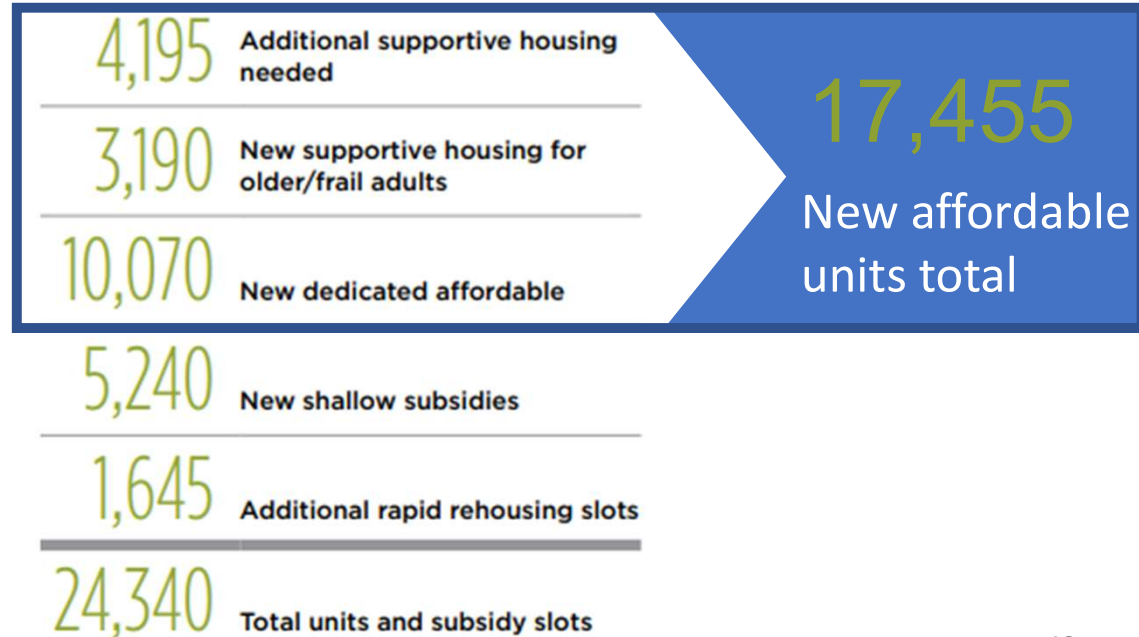 4,195 Additional supportive housing
needed
3,190 New supportive housing for
older/frail adults
10,070 New dedicated affordable
17,455
New affordable
units total
5,240 New shallow subsidies
1,645 Additional rapid rehousing slots
24,340 Total units and subsidy slots